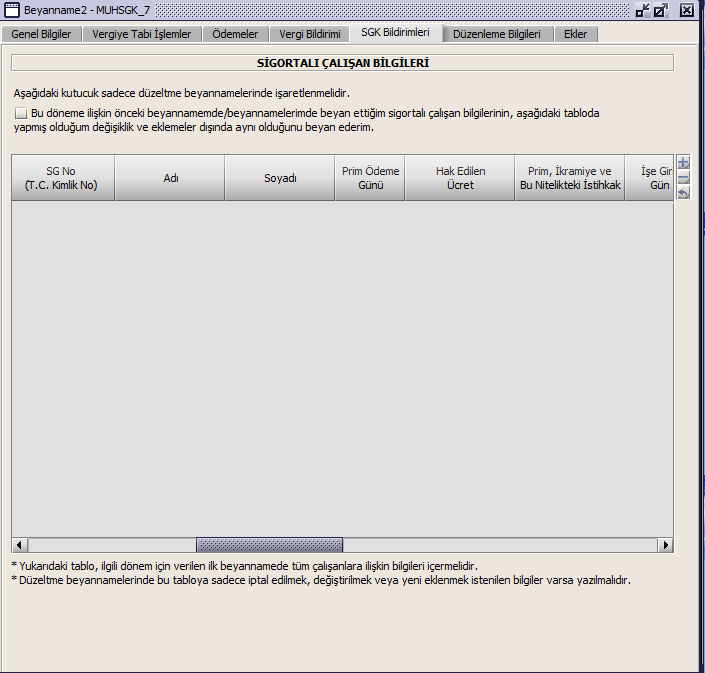 Beyanname2 - MUHSGK_7
Genel Bilgiler
Vergiye Tabi İşlemler
Ödemeler
Vergi Bildirimi
SGK Bildirimleri
Düzenleme Bilgileri
Ekler
SİGORTALI ÇALIŞAN BİLGİLERİ
Aşağıdaki kutucuk sadece düzeltme beyannamelerinde işaretlenmelidir.
Bu döneme ilişkin önceki beyannamemde/beyannamelerimde beyan ettiğim sigortalı çalışan bilgilerinin, aşağıdaki tabloda
yapmış olduğum değişiklik ve eklemeler dışında aynı olduğunu beyan ederim.
SG No
(T.C. Kimlik No)
Adı
Soyadı
Prim Ödeme
Günü
Hak Edilen
Ücret
Prim, İkramiye ve
Bu Nitelikteki İstihkak
İşe Gir
Gün
* Yukarıdaki tablo, ilgili dönem için verilen ilk beyannamede tüm çalışanlara ilişkin bilgileri içermelidir.
* Düzeltme beyannamelerinde bu tabloya sadece iptal edilmek, değiştirilmek veya yeni eklenmek istenilen bilgiler varsa yazılmalıdır.